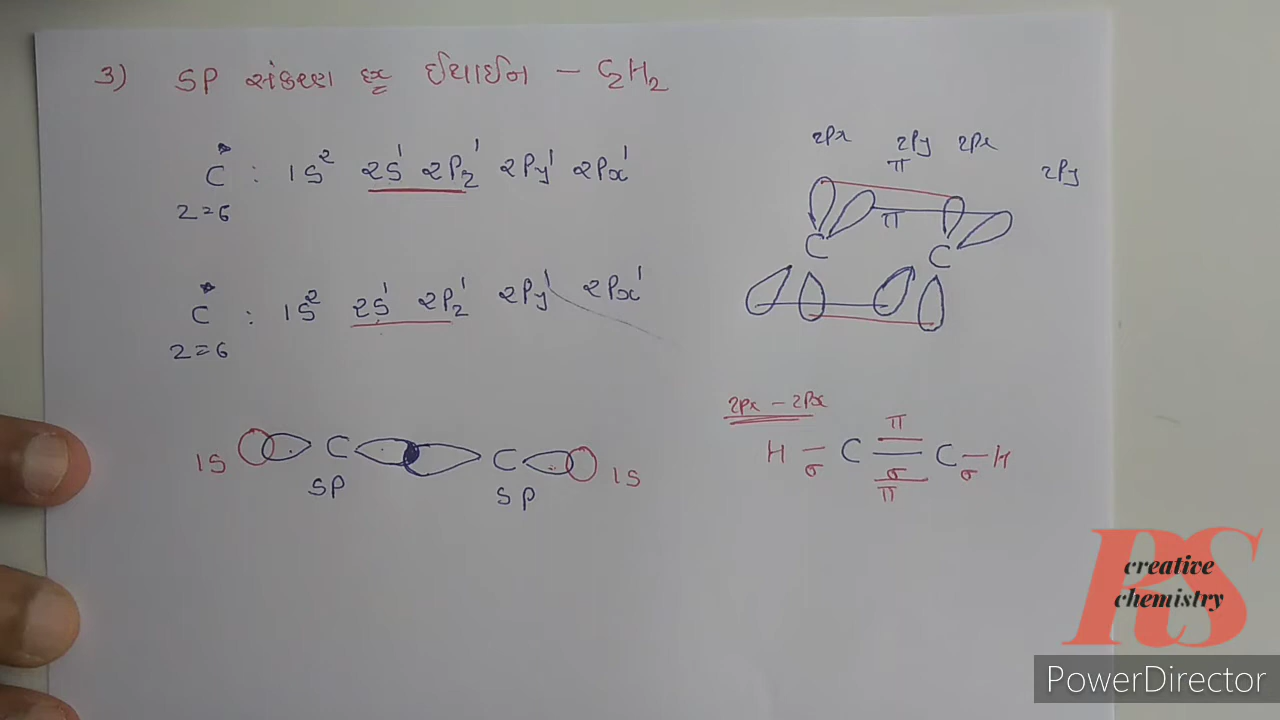 3) SP સંકરણ દા.ત ઈથાઈન – C2H2
C* : 1S² 2S¹ 2Pz¹ 2Py¹ 2Px¹
Z=6
C* : 1S² 2S¹ 2Pz¹ 2Py¹ 2Px¹
Z=6
1S C C 1S
SP SP
2Px 2Py 2Px 2Py
π
π
C C
2Px – 2Px
π
H – C ≡ C – H
σ σ σ
π
RS
creative
chemistry
PowerDirector